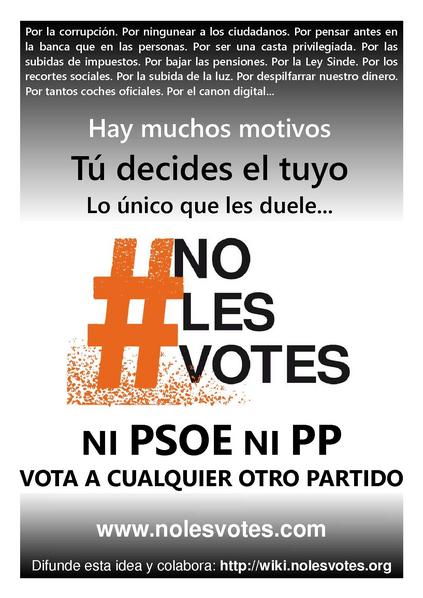 Por la corrupción. Por ningunear a los ciudadanos. Por pensar antes en
la banca que en las personas. Por ser una casta privilegiada. Por las
subidas de impuestos. Por bajar las pensiones. Por la Ley Sinde. Por los
recortes sociales. Por la subida de la luz. Por despilfarrar nuestro dinero.
Por tantos coches oficiales. Por el canon digital...
Hay muchos motivos
Tú decides el tuyo
Lo único que les duele...
#NO
LES
VOTES
NI PSOE NI PP
VOTA A CUALQUIER OTRO PARTIDO
www.nolesvotes.com
Difunde esta idea y colabora: http://wiki.nolesvotes.org